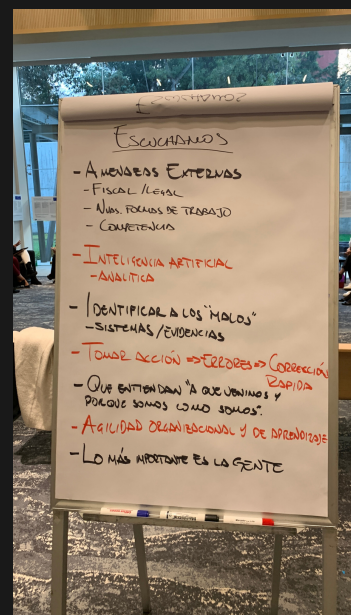 ESCUCHAMOS
- AMENAZAS EXTERNAS
- FISCAL / LEGAL
- NVAS. FORMAS DE TRABAJO
- COMPETENCIA
- INTELIGENCIA ARTIFICIAL
- ANALÍTICA
- IDENTIFICAR A LOS "MALOS"
- SISTEMAS / EVIDENCIAS
- TOMAR ACCIÓN => ERRORES => CORRECCIÓN
RAPIDA
- QUE ENTIENDAN "A QUE VENIMOS Y
PORQUE SOMOS COMO SOMOS".
- AGILIDAD ORGANIZACIONAL Y DE APRENDIZAJE
- LO MÁS IMPORTANTE ES LA GENTE